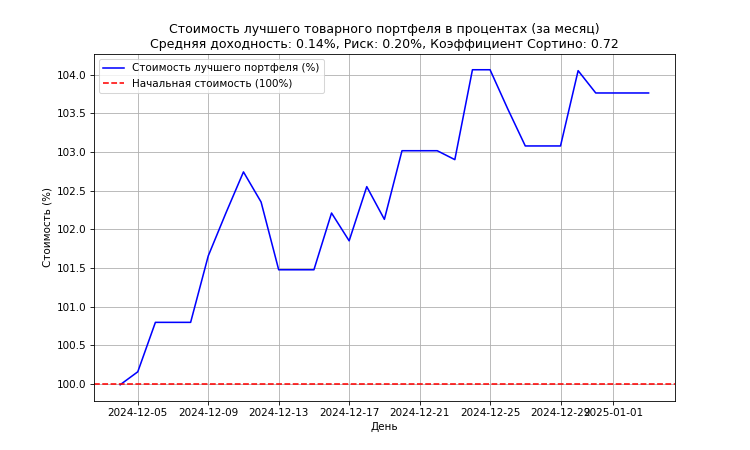 Стоимость лучшего товарного портфеля в процентах (за месяц)
Средняя доходность: 0.14%, Риск: 0.20%, Коэффициент Сортино: 0.72
Стоимость лучшего портфеля (%)
Начальная стоимость (100%)
Стоимость (%)
104.0
103.5
103.0
102.5
102.0
101.5
101.0
100.5
100.0
2024-12-05 2024-12-09 2024-12-13 2024-12-17 2024-12-21 2024-12-25 2024-12-29 2025-01-01
День